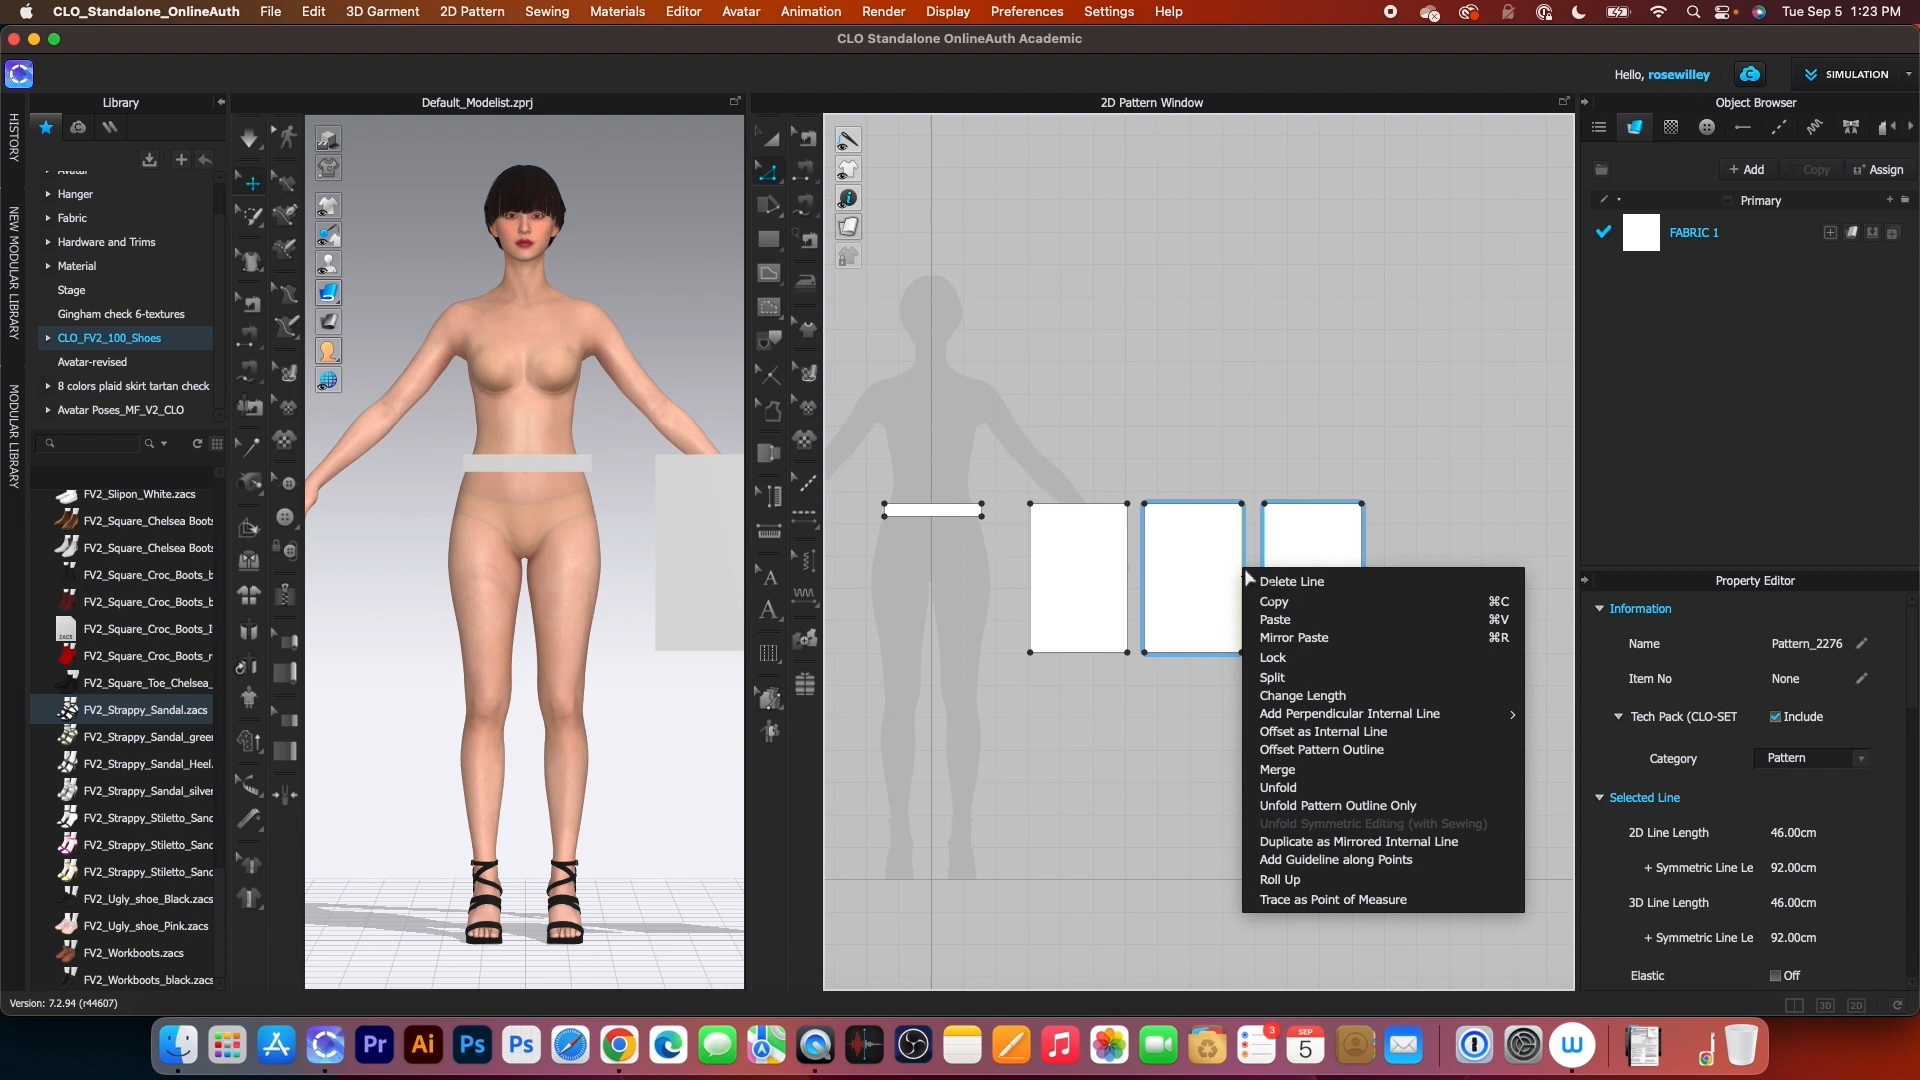 CLO_Standalone_OnlineAuth File Edit 3D Garment 2D Pattern Sewing Materials Editor Avatar Animation Render Display Preferences Settings Help Tue Sep 5 1:23 PM
CLO Standalone OnlineAuth Academic
Hello, rosewilley SIMULATION
Library Default_Modelist.zprj 2D Pattern Window Object Browser
HISTORY
NEW MODULAR LIBRARY
MODULAR LIBRARY
Avatar
Hanger
Fabric
Hardware and Trims
Material
Stage
Gingham check 6-textures
CLO_FV2_100_Shoes
Avatar-revised
8 colors plaid skirt tartan check
Avatar Poses_MF_V2_CLO
FV2_Slipon_White.zacs
FV2_Square_Chelsea Boots
FV2_Square_Chelsea Boots
FV2_Square_Croc_Boots_b
FV2_Square_Croc_Boots_b
FV2_Square_Croc_Boots_I
FV2_Square_Croc_Boots_r
FV2_Square_Toe_Chelsea_
FV2_Strappy_Sandal.zacs
FV2_Strappy_Sandal_gree
FV2_Strappy_Sandal_Heel.
FV2_Strappy_Sandal_silver
FV2_Strappy_Stiletto_Sanc
FV2_Strappy_Stiletto_Sanc
FV2_Strappy_Stiletto_Sanc
FV2_Ugly_shoe_Black.zacs
FV2_Ugly_shoe_Pink.zacs
FV2_Workboots.zacs
FV2_Workboots_black.zacs
Version: 7.2.94 (r44607)
Delete Line
Copy ⌘C
Paste ⌘V
Mirror Paste ⌘R
Lock
Split
Change Length
Add Perpendicular Internal Line
Offset as Internal Line
Offset Pattern Outline
Merge
Unfold
Unfold Pattern Outline Only
Unfold Symmetric Editing (with Sewing)
Duplicate as Mirrored Internal Line
Add Guideline along Points
Roll Up
Trace as Point of Measure
+ Add Copy Assign
Primary
FABRIC 1
Property Editor
Information
Name Pattern_2276
Item No None
Tech Pack (CLO-SET Include
Category Pattern
Selected Line
2D Line Length 46.00cm
+ Symmetric Line Le 92.00cm
3D Line Length 46.00cm
+ Symmetric Line Le 92.00cm
Elastic Off
3D 2D
Pr Ai Ps Ps 3 SEP 5 W